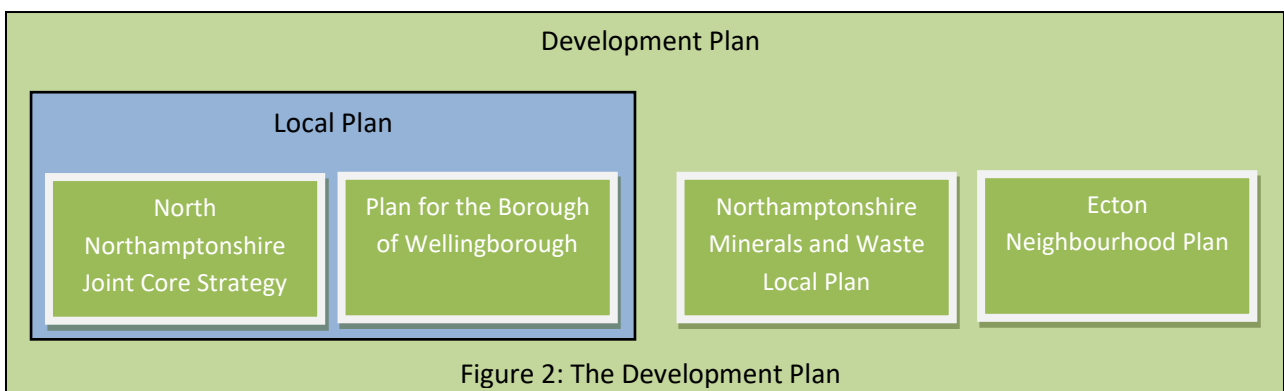 Development Plan
Local Plan
North
Northamptonshire
Joint Core Strategy
Plan for the Borough
of Wellingborough
Northamptonshire
Minerals and Waste
Local Plan
Ecton
Neighbourhood Plan
Figure 2: The Development Plan